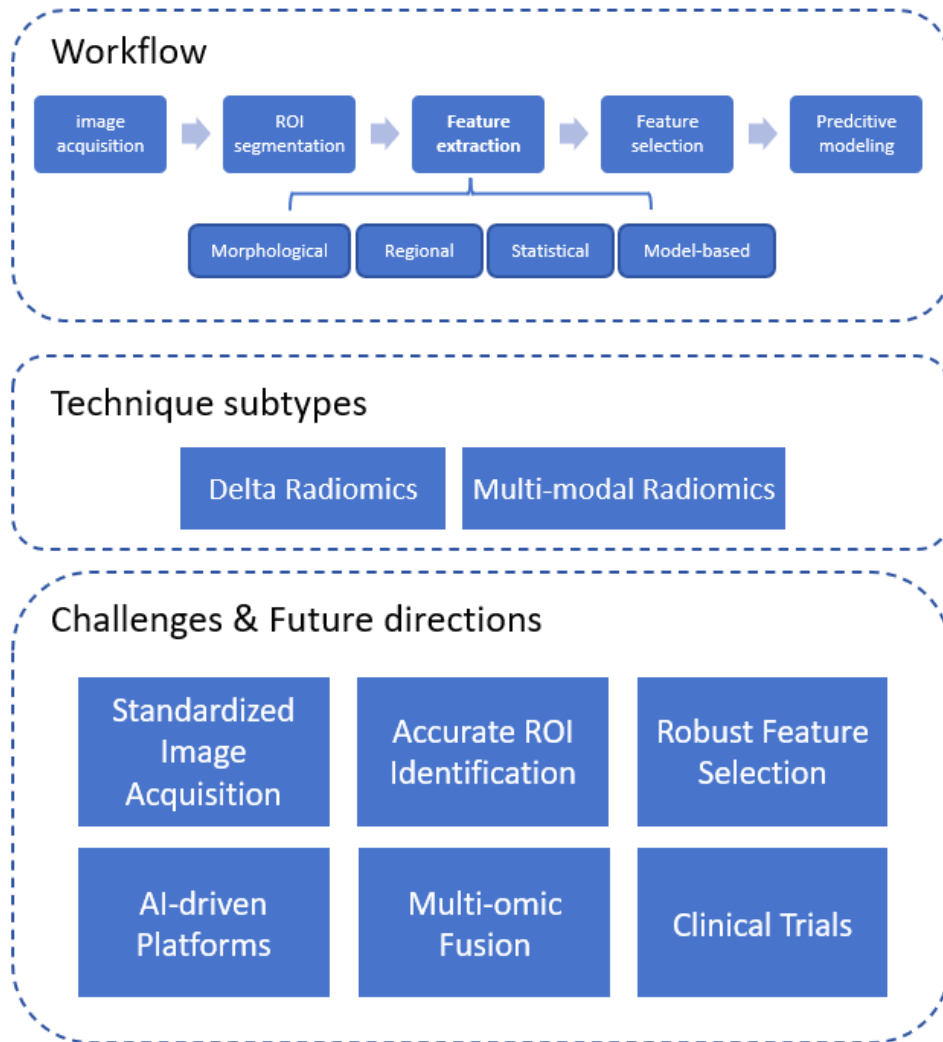 Workflow
image
acquisition
ROI
segmentation
Feature
extraction
Feature
selection
Predcitive
modeling
Morphological
Regional
Statistical
Model-based
Technique subtypes
Delta Radiomics
Multi-modal Radiomics
Challenges & Future directions
Standardized
Image
Acquisition
Accurate ROI
Identification
Robust Feature
Selection
AI-driven
Platforms
Multi-omic
Fusion
Clinical Trials